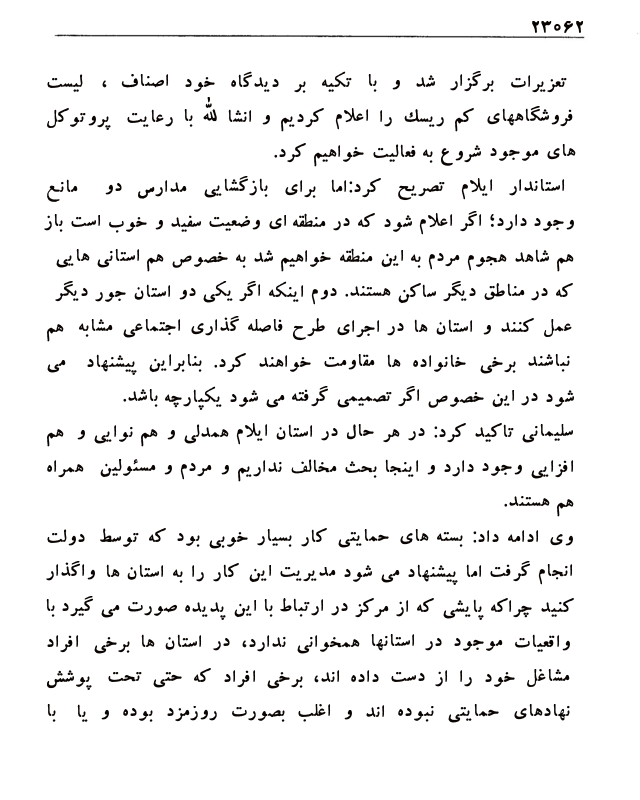 ۲۳۰۶۲
تعزیرات برگزار شد و با تکیه بر دیدگاه خود اصناف ، لیست
فروشگاههای کم ریسك را اعلام کردیم و انشا الله با رعایت پروتوکل
های موجود شروع به فعالیت خواهیم کرد.
استاندار ایلام تصریح کرد:اما برای بازگشایی مدارس دو مانع
وجود دارد؛ اگر اعلام شود که در منطقه ای وضعیت سفید و خوب است باز
هم شاهد هجوم مردم به این منطقه خواهیم شد به خصوص هم استانی هایی
که در مناطق دیگر ساکن هستند. دوم اینکه اگر یکی دو استان جور دیگر
عمل کنند و استان ها در اجرای طرح فاصله گذاری اجتماعی مشابه هم
نباشند برخی خانواده ها مقاومت خواهند کرد. بنابراین پیشنهاد می
شود در این خصوص اگر تصمیمی گرفته می شود یکپارچه باشد.
سلیمانی تاکید کرد: در هر حال در استان ایلام همدلی و هم نوایی و هم
افزایی وجود دارد و اینجا بحث مخالف نداریم و مردم و مسئولین همراه
هم هستند.
وی ادامه داد: بسته های حمایتی کار بسیار خوبی بود که توسط دولت
انجام گرفت اما پیشنهاد می شود مدیریت این کار را به استان ها واگذار
کنید چراکه پایشی که از مرکز در ارتباط با این پدیده صورت می گیرد با
واقعیات موجود در استانها همخوانی ندارد، در استان ها برخی افراد
مشاغل خود را از دست داده اند، برخی افراد که حتی تحت پوشش
نهادهای حمایتی نبوده اند و اغلب بصورت روزمزد بوده و یا با